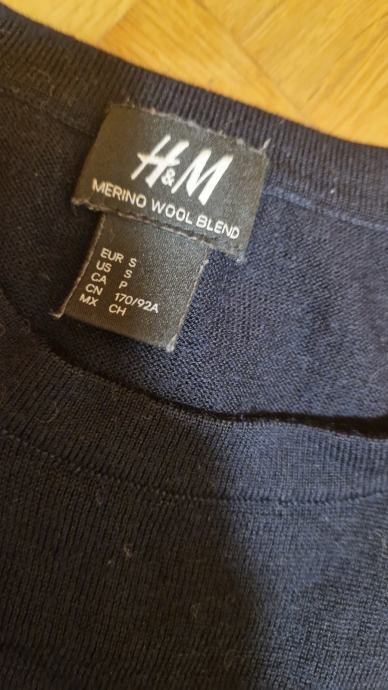 H&M
MERINO WOOL BLEND
EUR S
US S
CA P
CN 170/92A
MX CH